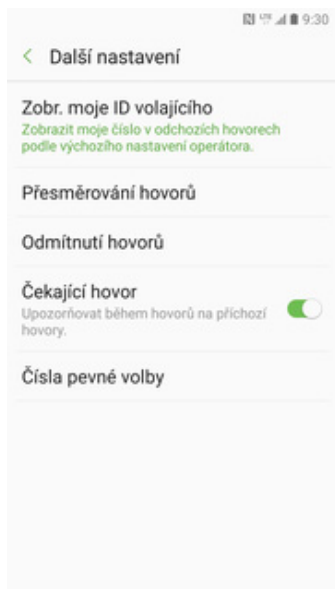 LTE 9:30
Další nastavení
Zobr. moje ID volajícího
Zobrazit moje číslo v odchozích hovorech
podle výchozího nastavení operátora.
Přesměrování hovorů
Odmítnutí hovorů
Čekající hovor
Upozorňovat během hovorů na příchozí
hovory.
Čísla pevné volby